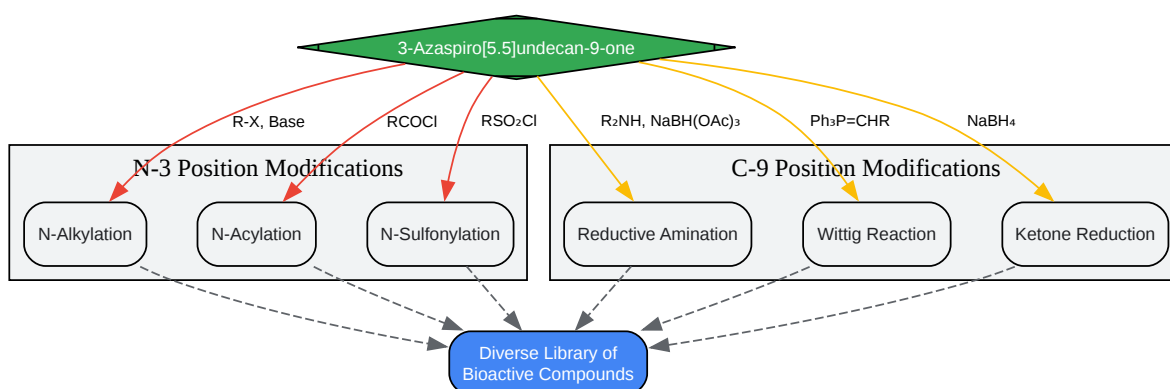 3-Azaspiro[5.5]undecan-9-one
R-X, Base
RCOCl
RSO₂Cl
R₂NH, NaBH(OAc)₃
Ph₃P=CHR
NaBH₄
N-3 Position Modifications
C-9 Position Modifications
N-Alkylation
N-Acylation
N-Sulfonylation
Reductive Amination
Wittig Reaction
Ketone Reduction
Diverse Library of
Bioactive Compounds